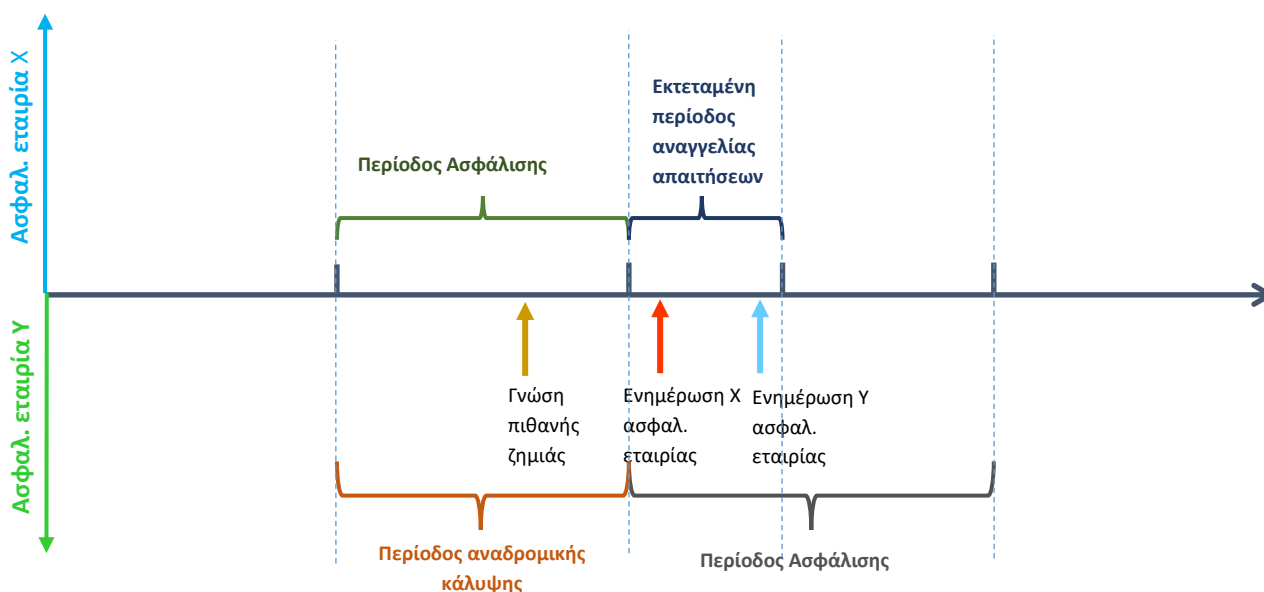 Ασφαλ. εταιρία X
Εκτεταμένη
περίοδος
αναγγελίας
απαιτήσεων
Περίοδος Ασφάλισης
Ασφαλ. εταιρία Y
Γνώση
πιθανής
ζημιάς
Ενημέρωση Χ
ασφαλ.
εταιρίας
Ενημέρωση Υ
ασφαλ.
εταιρίας
Περίοδος αναδρομικής
κάλυψης
Περίοδος Ασφάλισης